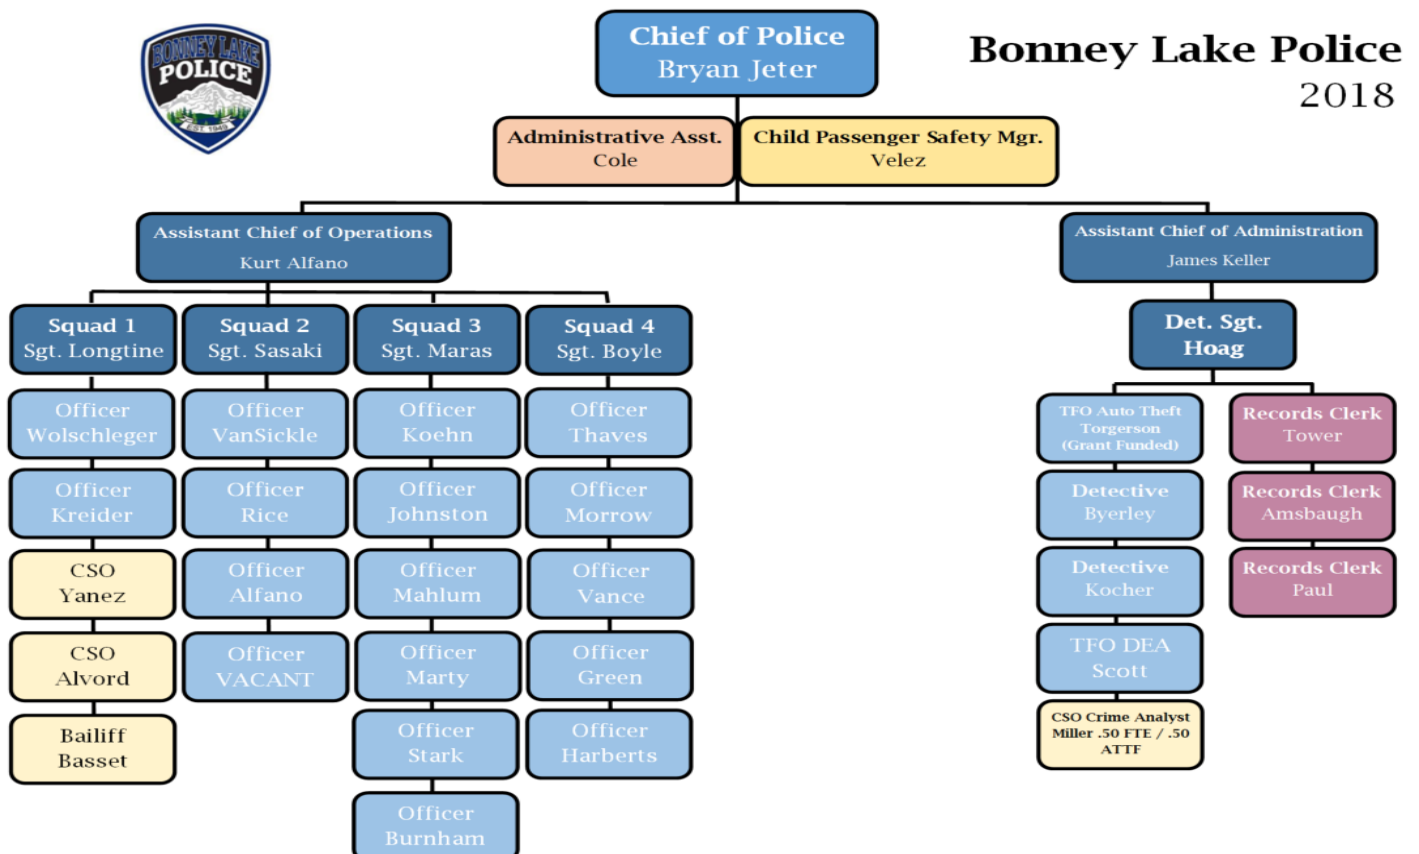 BONNEY LAKE
POLICE
EST. 1949
Chief of Police
Bryan Jeter
Bonney Lake Police
2018
Administrative Asst.
Cole
Child Passenger Safety Mgr.
Velez
Assistant Chief of Operations
Kurt Alfano
Assistant Chief of Administration
James Keller
Squad 1
Sgt. Longtine
Officer
Wolschleger
Officer
Kreider
CSO
Yanez
CSO
Alvord
Bailiff
Basset
Squad 2
Sgt. Sasaki
Officer
VanSickle
Officer
Rice
Officer
Alfano
Officer
VACANT
Squad 3
Sgt. Maras
Officer
Koehn
Officer
Johnston
Officer
Mahlum
Officer
Marty
Officer
Stark
Officer
Burnham
Squad 4
Sgt. Boyle
Officer
Thaves
Officer
Morrow
Officer
Vance
Officer
Green
Officer
Harberts
Det. Sgt.
Hoag
TFO Auto Theft
Torgerson
(Grant Funded)
Detective
Byerley
Detective
Kocher
TFO DEA
Scott
CSO Crime Analyst
Miller .50 FTE / .50
ATTF
Records Clerk
Tower
Records Clerk
Amsbaugh
Records Clerk
Paul